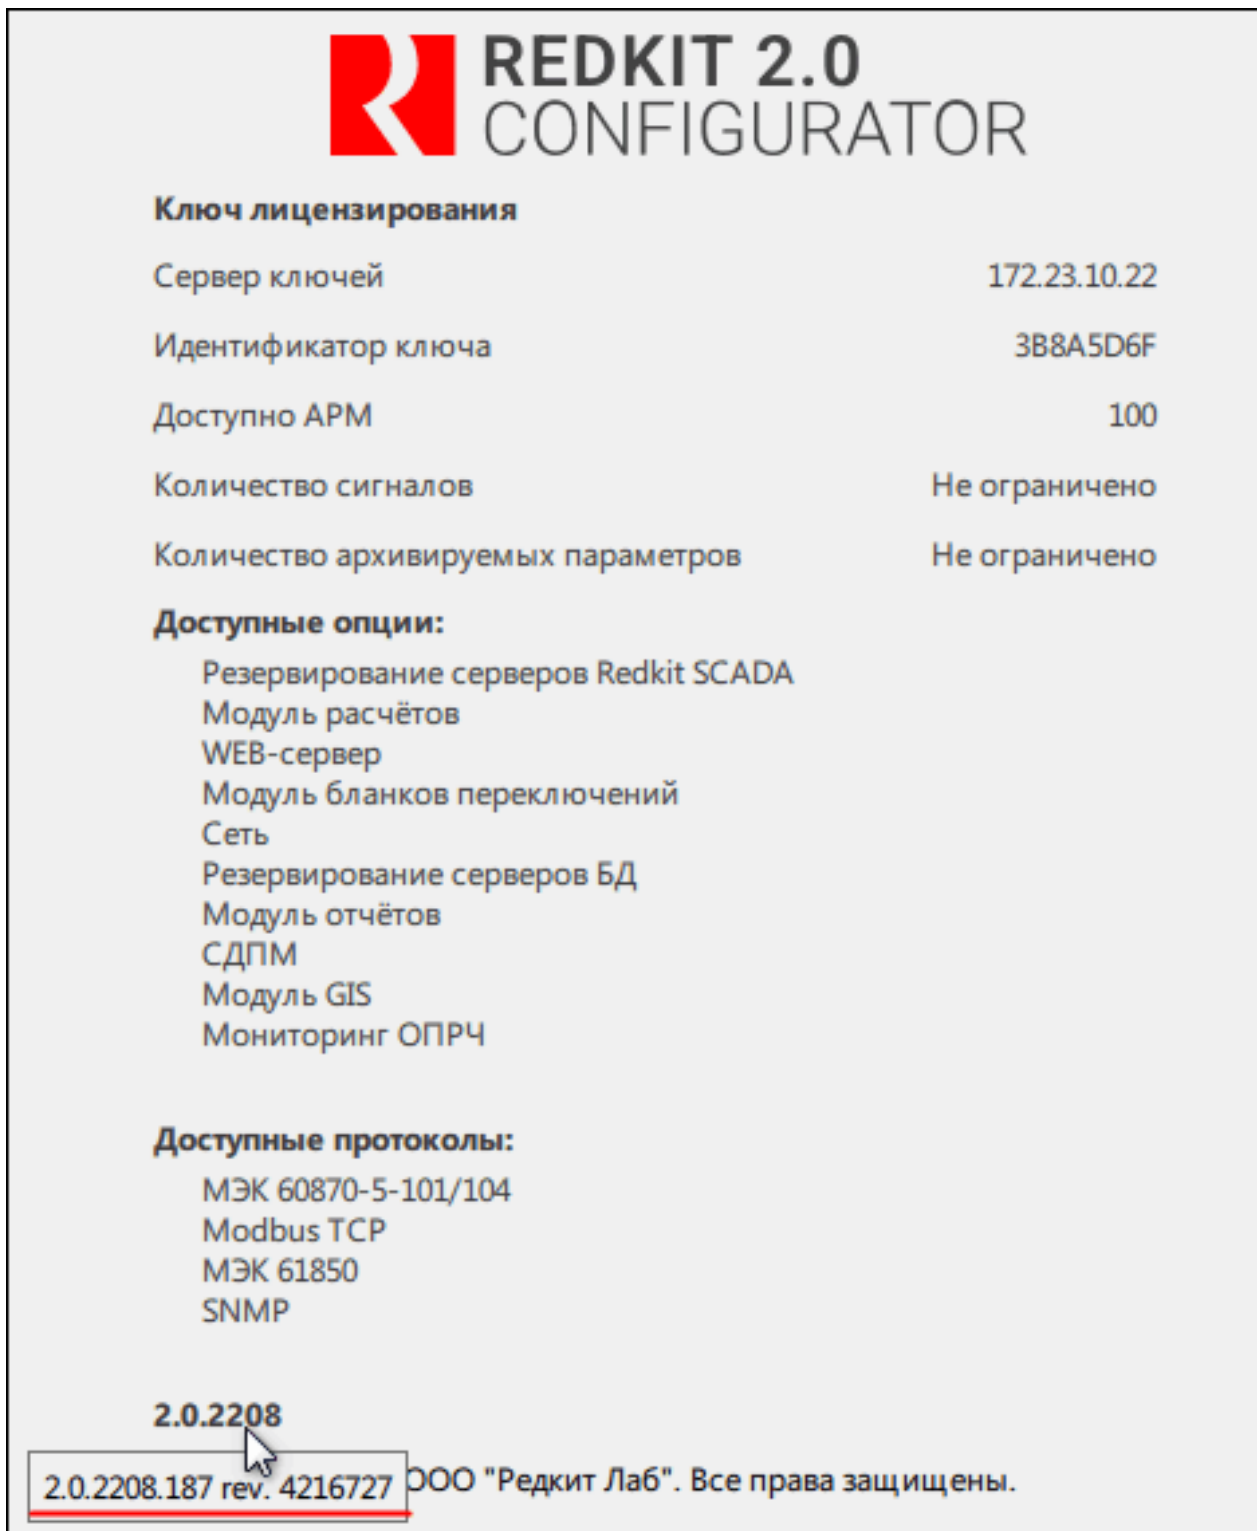 REDKIT 2.0
CONFIGURATOR
Ключ лицензирования
Сервер ключей 172.23.10.22
Идентификатор ключа 3B8A5D6F
Доступно АРМ 100
Количество сигналов Не ограничено
Количество архивируемых параметров Не ограничено
Доступные опции:
Резервирование серверов Redkit SCADA
Модуль расчётов
WEB-сервер
Модуль бланков переключений
Сеть
Резервирование серверов БД
Модуль отчётов
СДПМ
Модуль GIS
Мониторинг ОПРЧ
Доступные протоколы:
МЭК 60870-5-101/104
Modbus TCP
МЭК 61850
SNMP
2.0.2208
2.0.2208.187 rev. 4216727 ООО "Редкит Лаб". Все права защищены.